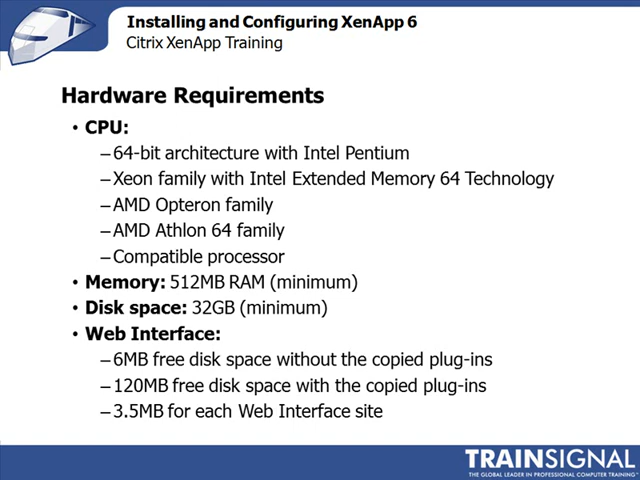 Installing and Configuring XenApp 6
Citrix XenApp Training
Hardware Requirements
• CPU:
–64-bit architecture with Intel Pentium
–Xeon family with Intel Extended Memory 64 Technology
–AMD Opteron family
–AMD Athlon 64 family
–Compatible processor
• Memory: 512MB RAM (minimum)
• Disk space: 32GB (minimum)
• Web Interface:
–6MB free disk space without the copied plug-ins
–120MB free disk space with the copied plug-ins
–3.5MB for each Web Interface site
TRAINSIGNAL
THE GLOBAL LEADER IN PROFESSIONAL COMPUTER TRAINING